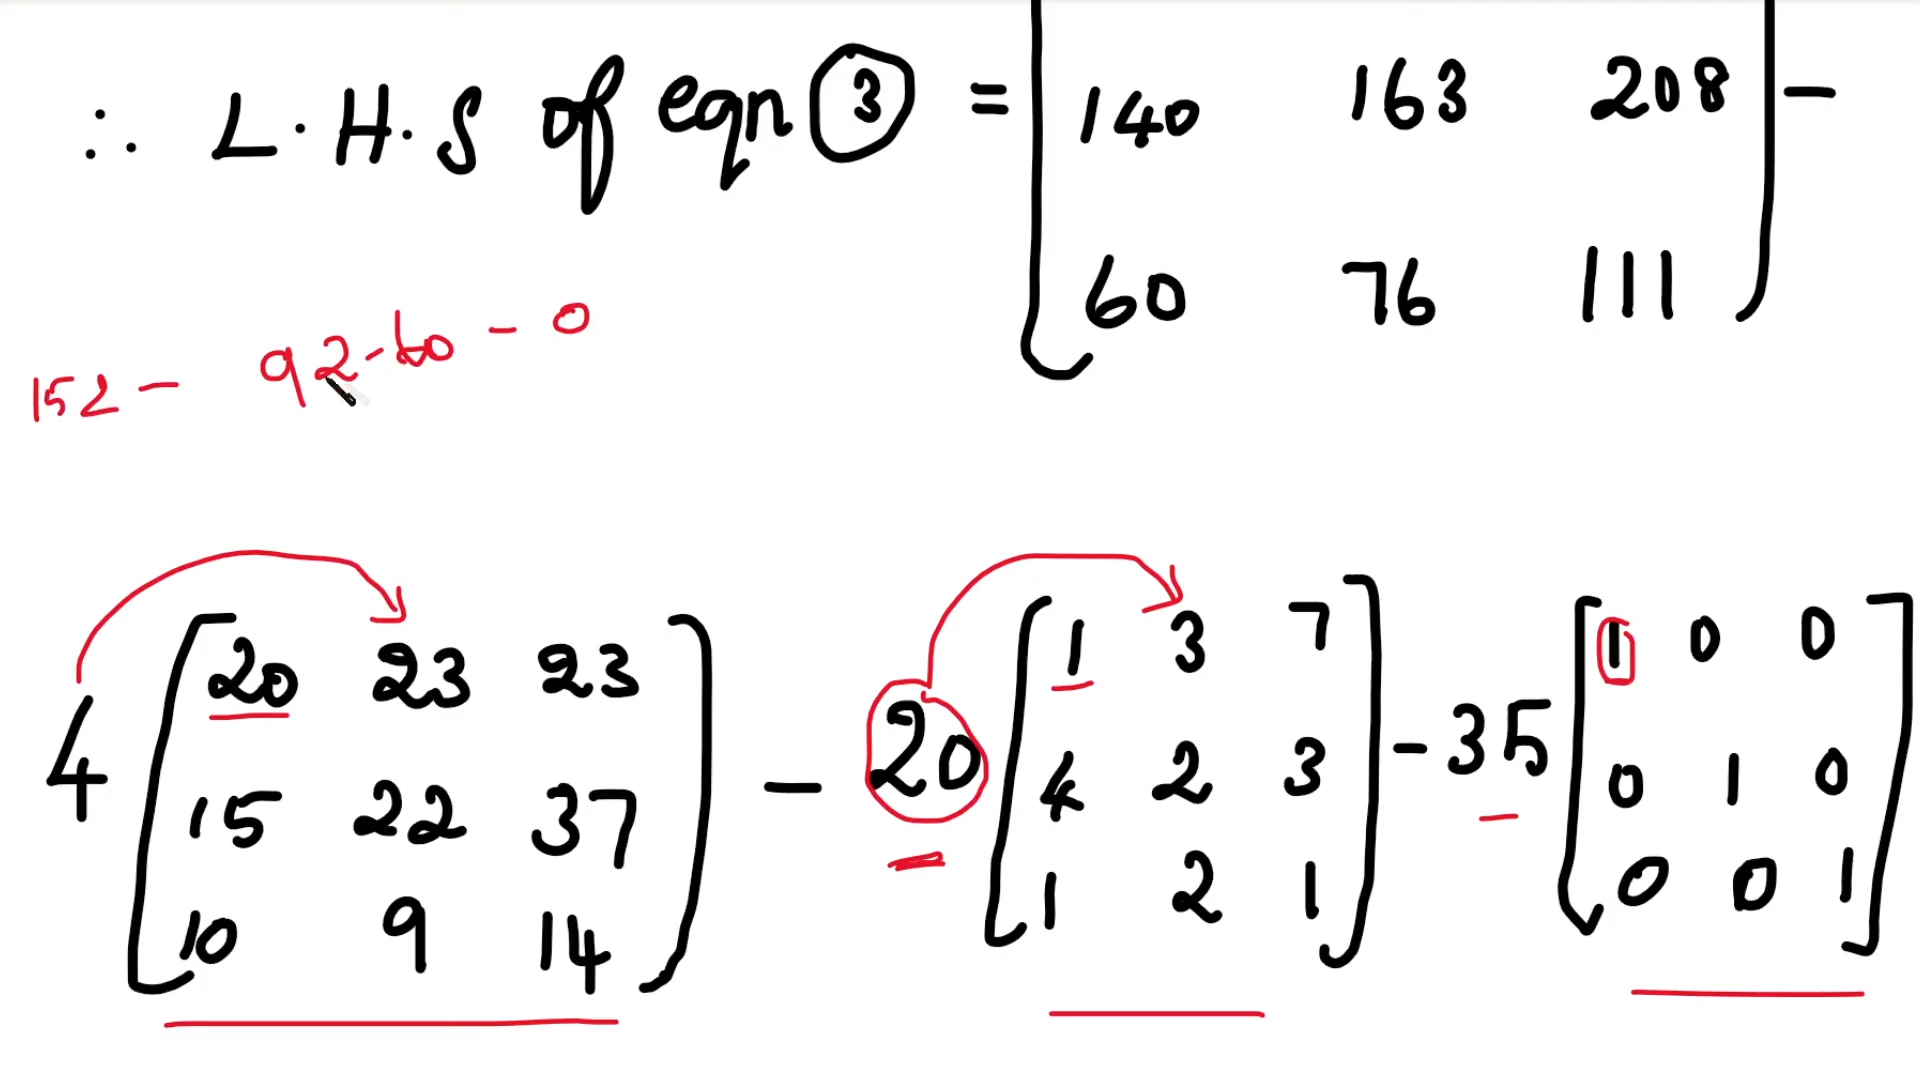 ∴ L.H.S of eqn ③ = [140 163 208] -
60 76 111
152 - 92 - 60 - 0
4 [20 23 23] - 20 [1 3 7] - 35 [1 0 0]
15 22 37 4 2 3 0 1 0
10 9 14 1 2 1 0 0 1